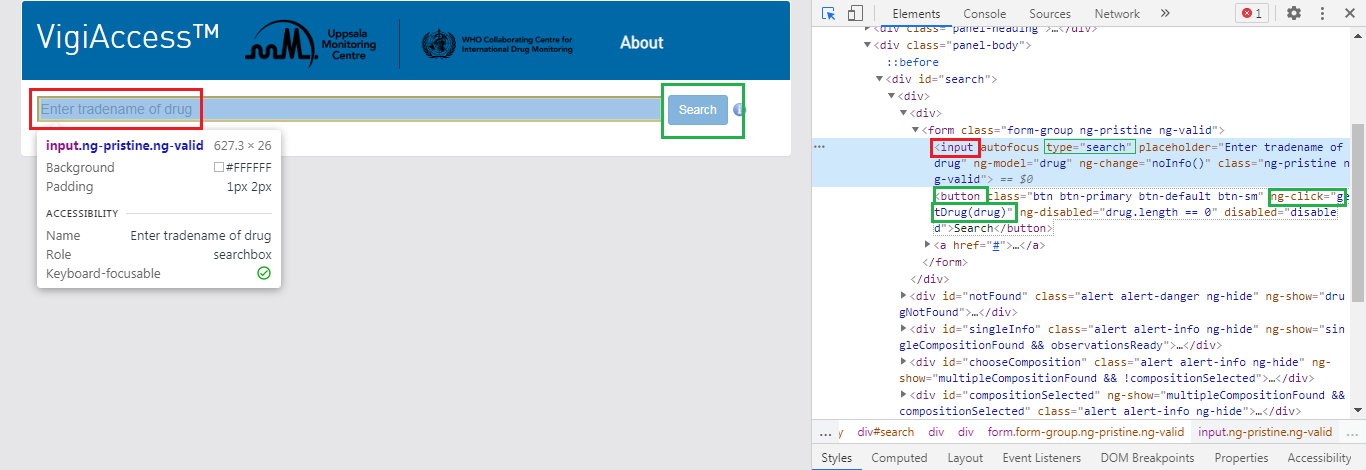 VigiAccess™
Uppsala
Monitoring
Centre
WHO Collaborating Centre for
International Drug Monitoring
About
Enter tradename of drug
Search
i
input.ng-pristine.ng-valid 627.3 × 26
Background #FFFFFF
Padding 1px 2px
ACCESSIBILITY
Name Enter tradename of drug
Role searchbox
Keyboard-focusable
Elements Console Sources Network » 1
<div class="panel-heading">…</div>
<div class="panel-body">
::before
<div id="search">
<div>
<div>
<form class="form-group ng-pristine ng-valid">
… <input autofocus type="search" placeholder="Enter tradename of
drug" ng-model="drug" ng-change="noInfo()" class="ng-pristine n
g-valid"> == $0
<button class="btn btn-primary btn-default btn-sm" ng-click="ge
tDrug(drug)" ng-disabled="drug.length == 0" disabled="disable
d">Search</button>
<a href="#">…</a>
</form>
</div>
<div id="notFound" class="alert alert-danger ng-hide" ng-show="dru
gNotFound">…</div>
<div id="singleInfo" class="alert alert-info ng-hide" ng-show="sin
gleCompositionFound && observationsReady">…</div>
<div id="chooseComposition" class="alert alert-info ng-hide" ng-
show="multipleCompositionFound && !compositionSelected">…</div>
<div id="compositionSelected" ng-show="multipleCompositionFound &&
compositionSelected" class="alert alert-info ng-hide">…</div>
… y div#search div div form.form-group.ng-pristine.ng-valid input.ng-pristine.ng-valid …
Styles Computed Layout Event Listeners DOM Breakpoints Properties Accessibility